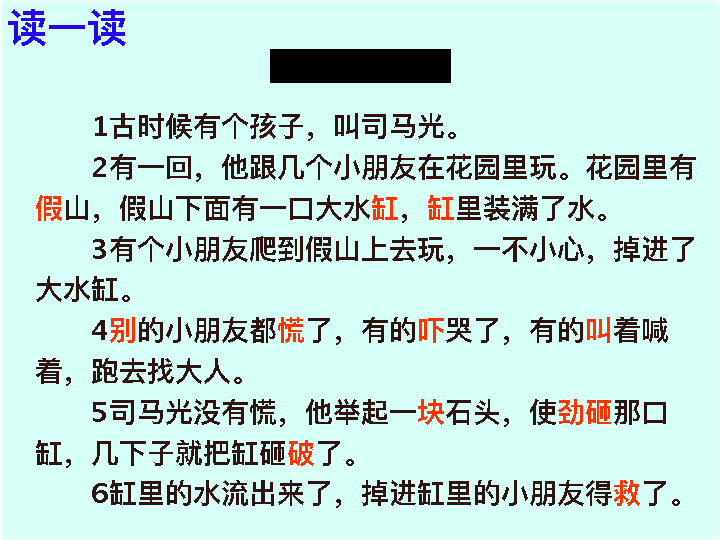 读一读
1古时候有个孩子，叫司马光。
2有一回，他跟几个小朋友在花园里玩。花园里有
假山，假山下面有一口大水缸，缸里装满了水。
3有个小朋友爬到假山上去玩，一不小心，掉进了
大水缸。
4别的小朋友都慌了，有的吓哭了，有的叫着喊
着，跑去找大人。
5司马光没有慌，他举起一块石头，使劲砸那口
缸，几下子就把缸砸破了。
6缸里的水流出来了，掉进缸里的小朋友得救了。